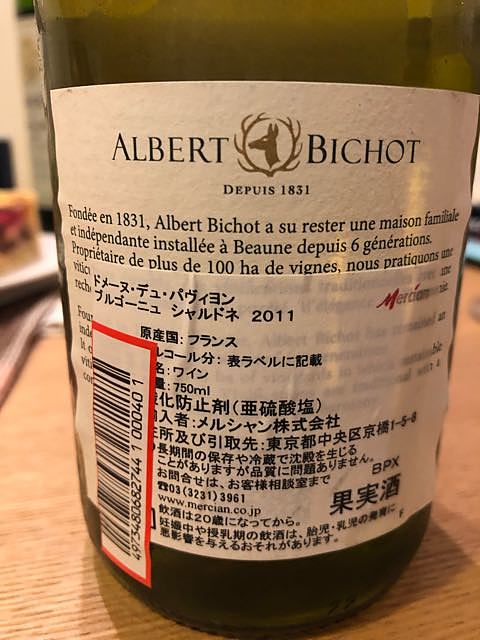 ALBERT BICHOT
DEPUIS 1831
Fondée en 1831, Albert Bichot a su rester une maison familiale
et indépendante installée à Beaune depuis 6 générations.
Propriétaire de plus de 100 ha de vignes, nous pratiquons une
ドメーヌ・デュ・パヴィヨン
Mercian
ブルゴーニュ シャルドネ 2011
原産国：フランス
ルコール分：表ラベルに記載
名：ワイン
量：750ml
化防止剤（亜硫酸塩）
入者：メルシャン株式会社
所及び引取先：東京都中央区京橋1-5-8
の長期間の保存や冷蔵で沈殿を生じる
ことがありますが品質に問題ありません。
お問合せは、お客様相談室まで
BPX
☎03(3231)3961
www.mercian.co.jp
果実酒
飲酒は20歳になってから。
妊娠中や授乳期の飲酒は、胎児・乳児の発育に
F
悪影響を与えるおそれがあります。
4973480682744 1 000040 1